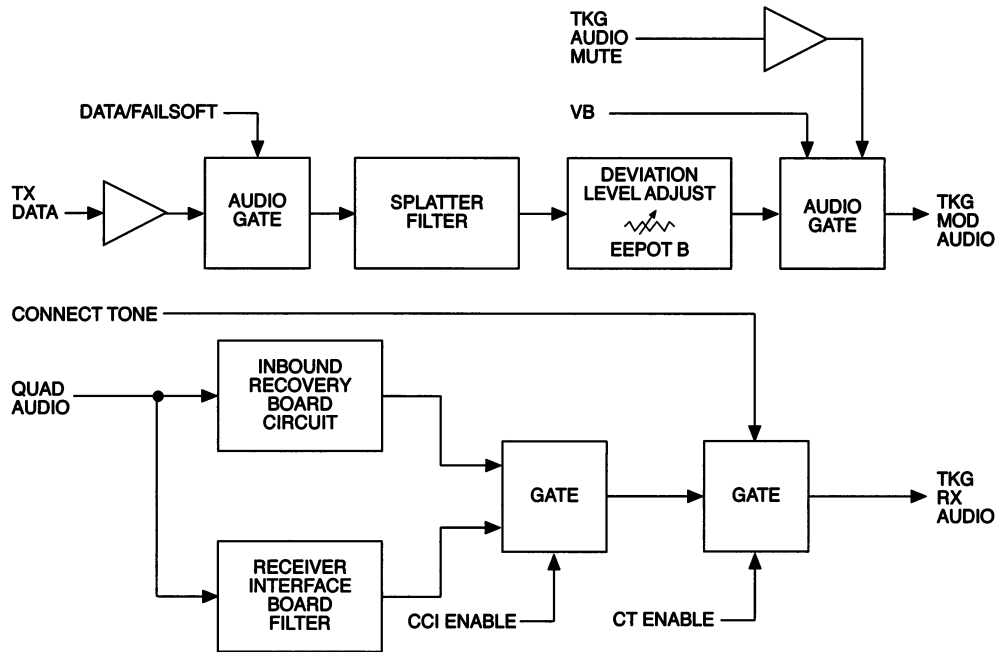 TKG
AUDIO
MUTE
DATA/FAILSOFT
VB
TX
DATA
AUDIO
GATE
SPLATTER
FILTER
DEVIATION
LEVEL ADJUST
EEPOT B
AUDIO
GATE
TKG
MOD
AUDIO
CONNECT TONE
QUAD
AUDIO
INBOUND
RECOVERY
BOARD
CIRCUIT
GATE
GATE
TKG
RX
AUDIO
RECEIVER
INTERFACE
BOARD
FILTER
CCI ENABLE
CT ENABLE